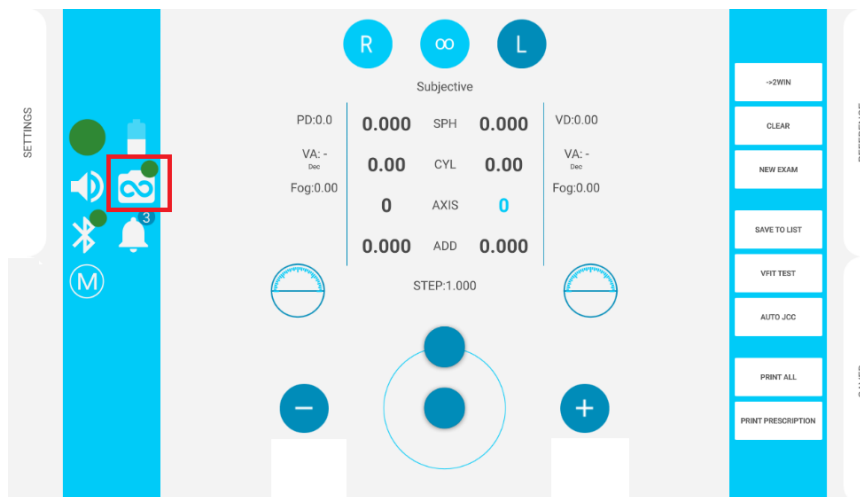 R ∞ L
Subjective
SETTINGS
PD:0.0 0.000 SPH 0.000 VD:0.00
VA: - 0.00 CYL 0.00 VA: -
Dec Dec
Fog:0.00 0 AXIS 0 Fog:0.00
0.000 ADD 0.000
STEP:1.000
3
M
− +
->2WIN
CLEAR
NEW EXAM
SAVE TO LIST
VFIT TEST
AUTO JCC
PRINT ALL
PRINT PRESCRIPTION